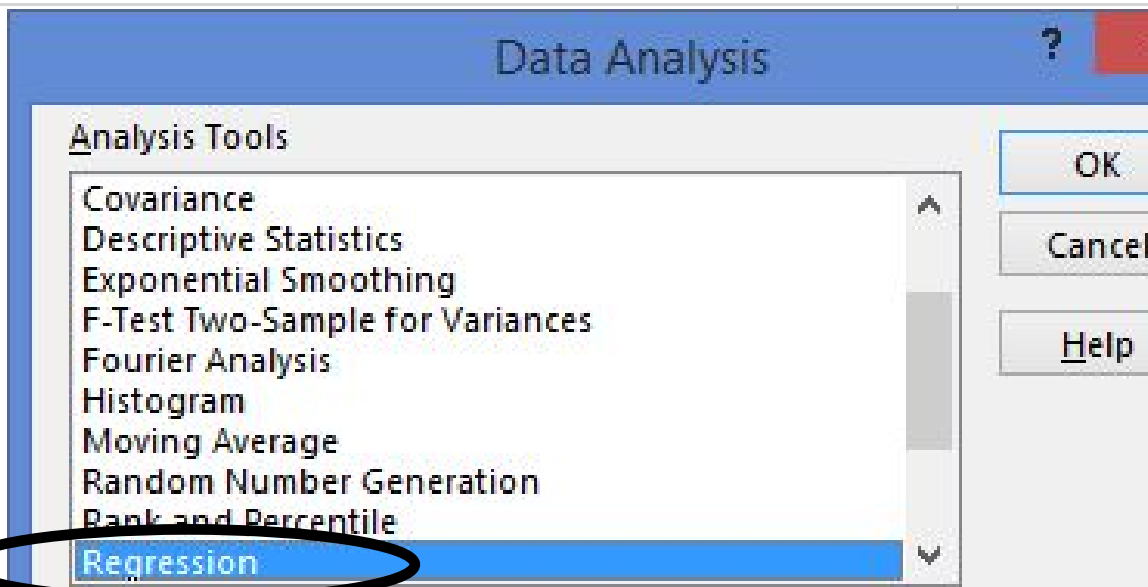 Data Analysis
?
Analysis Tools
Covariance
Descriptive Statistics
Exponential Smoothing
F-Test Two-Sample for Variances
Fourier Analysis
Histogram
Moving Average
Random Number Generation
Rank and Percentile
Regression
OK
Cancel
Help